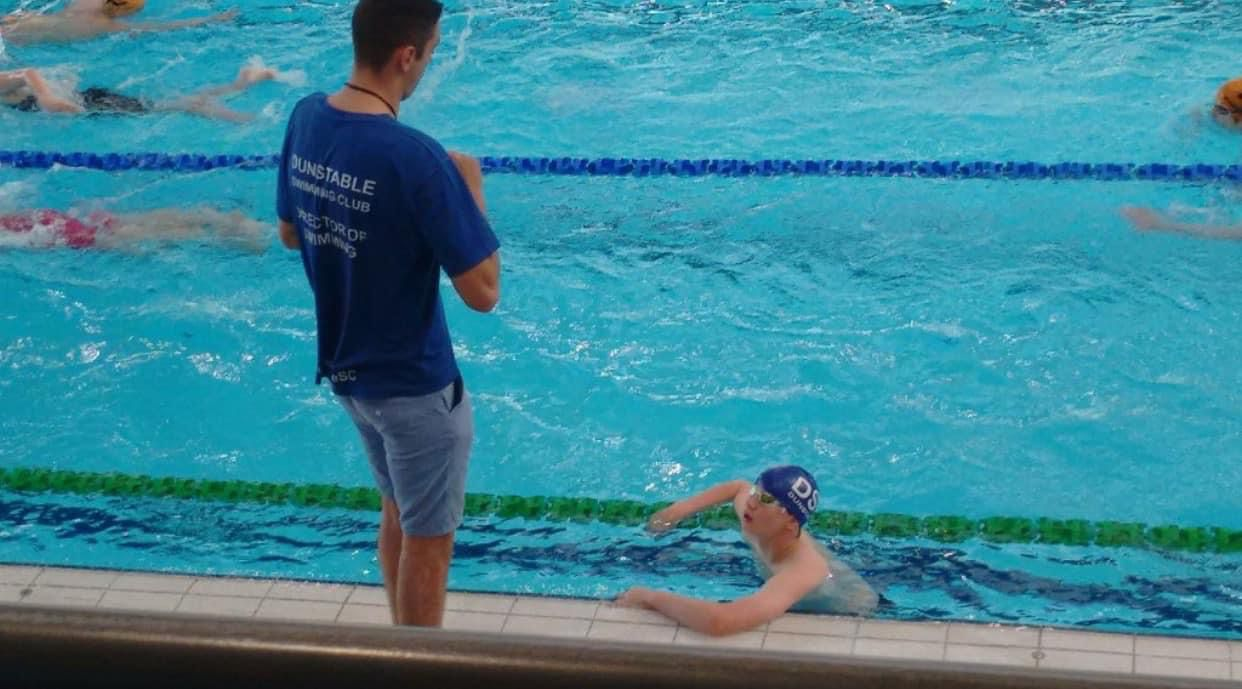 DUNSTABLE
SWIMMING CLUB
DIRECTOR OF
SWIMMING
DSC
DS